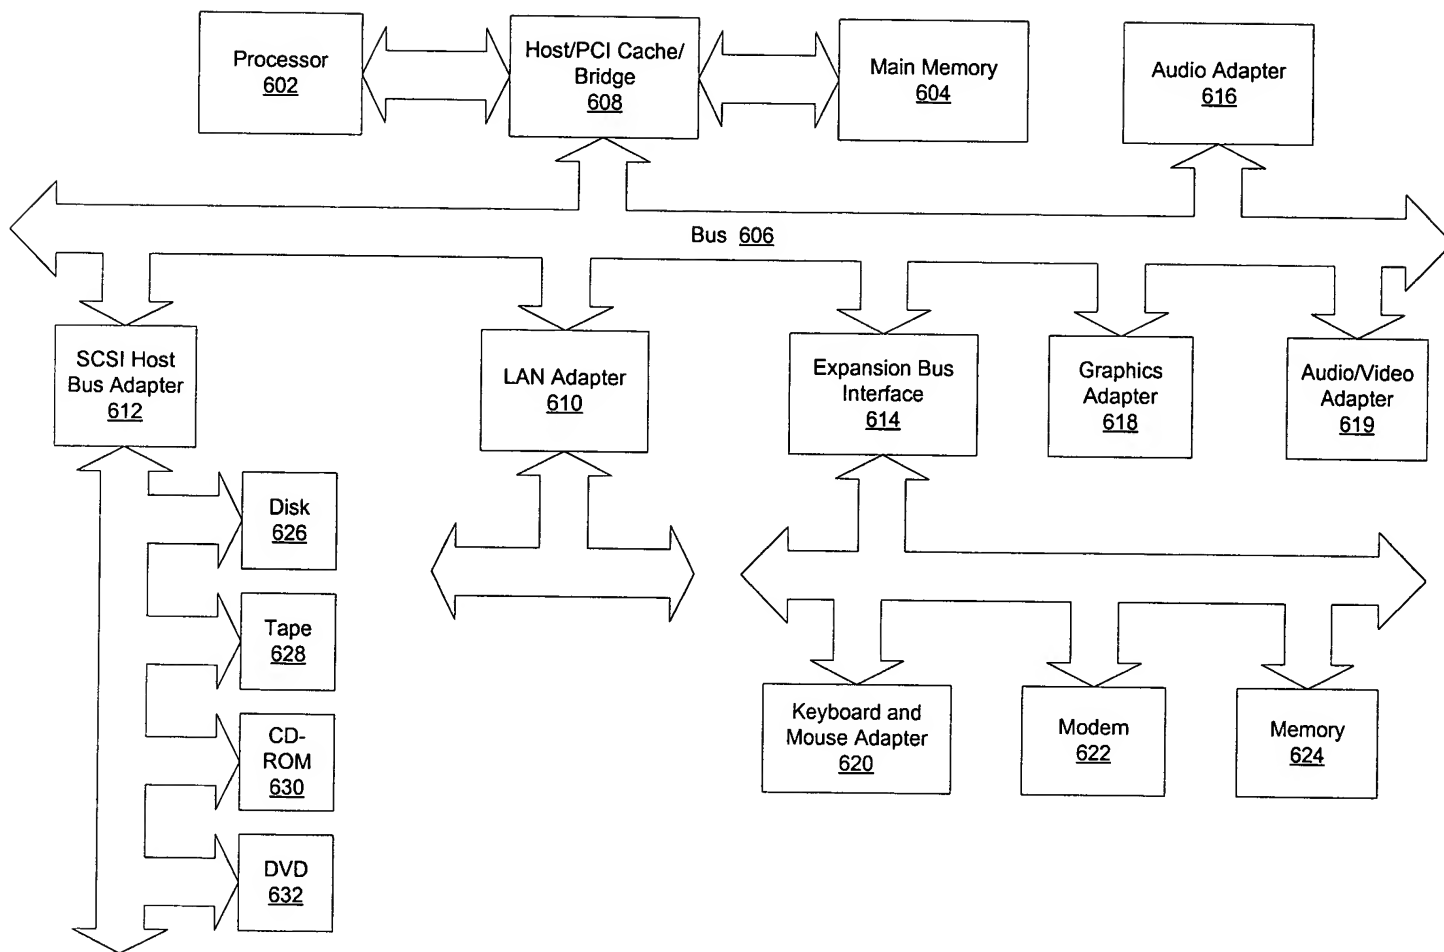 Processor
602
Host/PCI Cache/
Bridge
608
Main Memory
604
Audio Adapter
616
Bus 606
SCSI Host
Bus Adapter
612
LAN Adapter
610
Expansion Bus
Interface
614
Graphics
Adapter
618
Audio/Video
Adapter
619
Disk
626
Tape
628
CD-
ROM
630
DVD
632
Keyboard and
Mouse Adapter
620
Modem
622
Memory
624